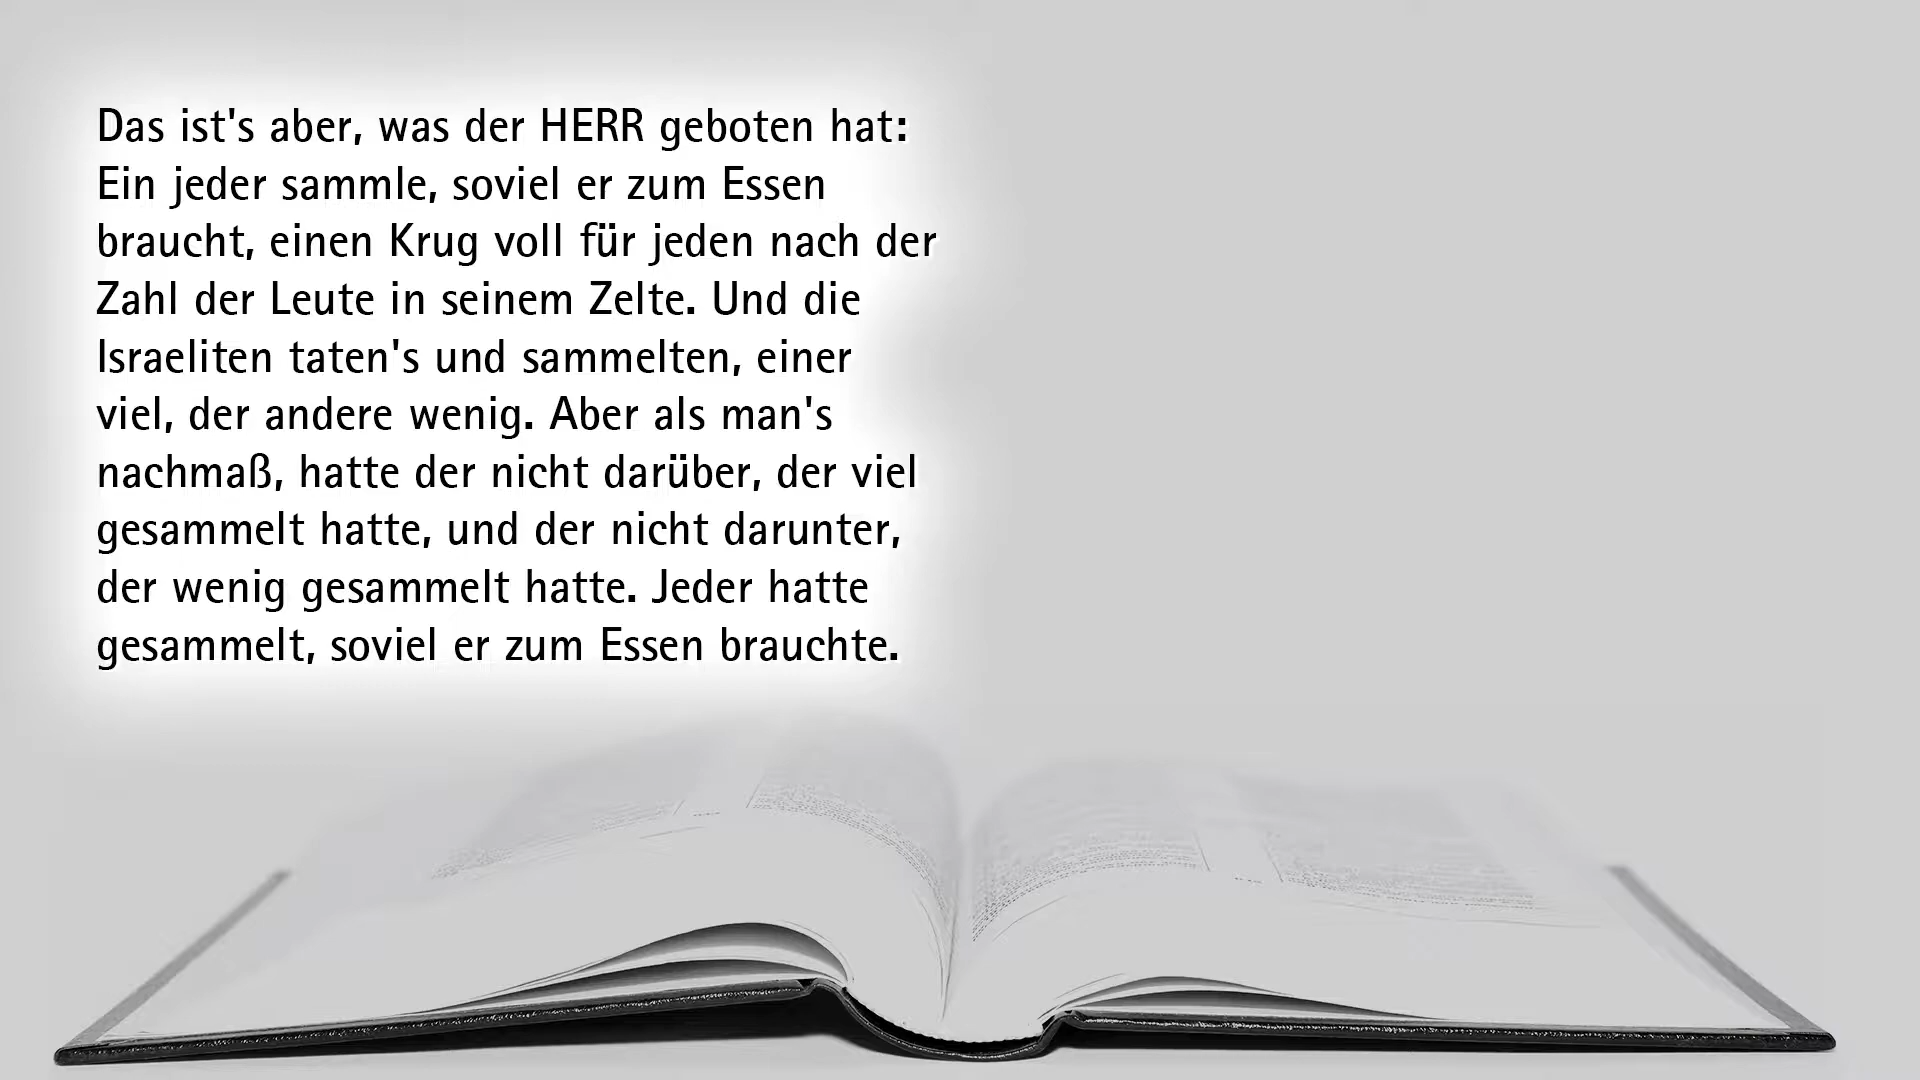 Das ist's aber, was der HERR geboten hat:
Ein jeder sammle, soviel er zum Essen
braucht, einen Krug voll für jeden nach der
Zahl der Leute in seinem Zelte. Und die
Israeliten taten's und sammelten, einer
viel, der andere wenig. Aber als man's
nachmaß, hatte der nicht darüber, der viel
gesammelt hatte, und der nicht darunter,
der wenig gesammelt hatte. Jeder hatte
gesammelt, soviel er zum Essen brauchte.